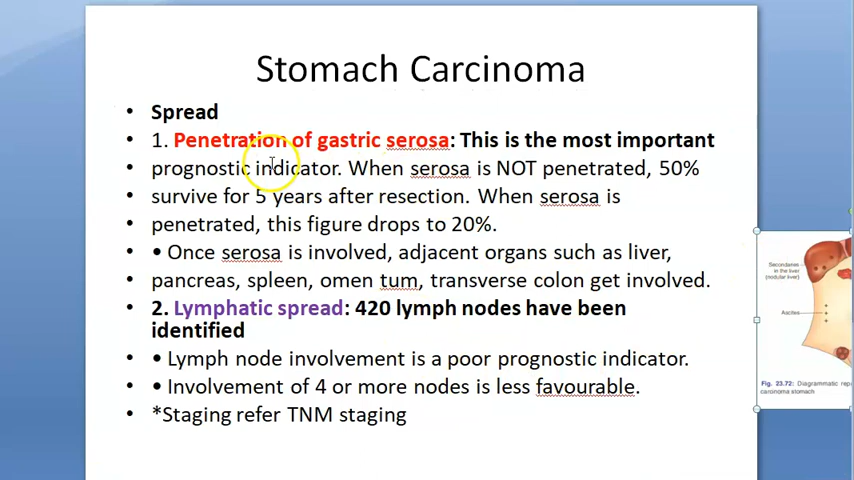 Stomach Carcinoma
• Spread
• 1. Penetration of gastric serosa: This is the most important
• prognostic indicator. When serosa is NOT penetrated, 50%
• survive for 5 years after resection. When serosa is
• penetrated, this figure drops to 20%.
• • Once serosa is involved, adjacent organs such as liver,
• pancreas, spleen, omen tum, transverse colon get involved.
• 2. Lymphatic spread: 420 lymph nodes have been
identified
• • Lymph node involvement is a poor prognostic indicator.
• • Involvement of 4 or more nodes is less favourable.
• *Staging refer TNM staging
Secondaries
in the liver
(nodular liver)
Ascites
Fig. 23.72: Diagrammatic rep
carcinoma stomach